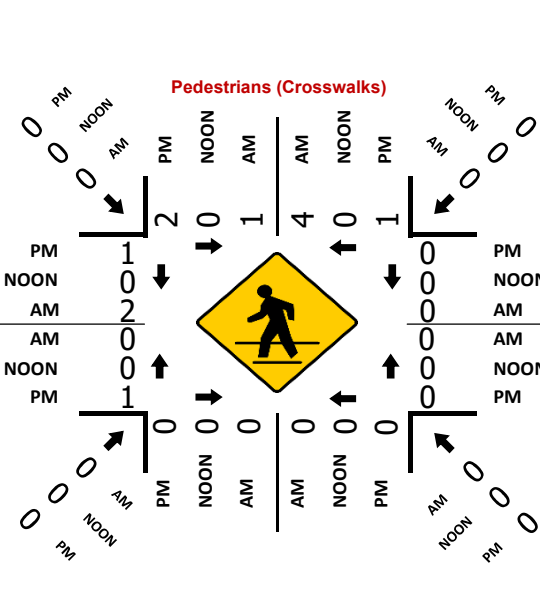 Pedestrians (Crosswalks)
PM NOON AM
0 0 0
PM NOON AM AM NOON PM
2 0 1 4 0 1
PM NOON AM
0 0 0
PM 1 0 PM
NOON 0 0 NOON
AM 2 0 AM
AM 0 0 AM
NOON 0 0 NOON
PM 1 0 PM
0 0 0 0 0 0
PM NOON AM AM NOON PM
0 0 0
AM NOON PM
0 0 0
AM NOON PM